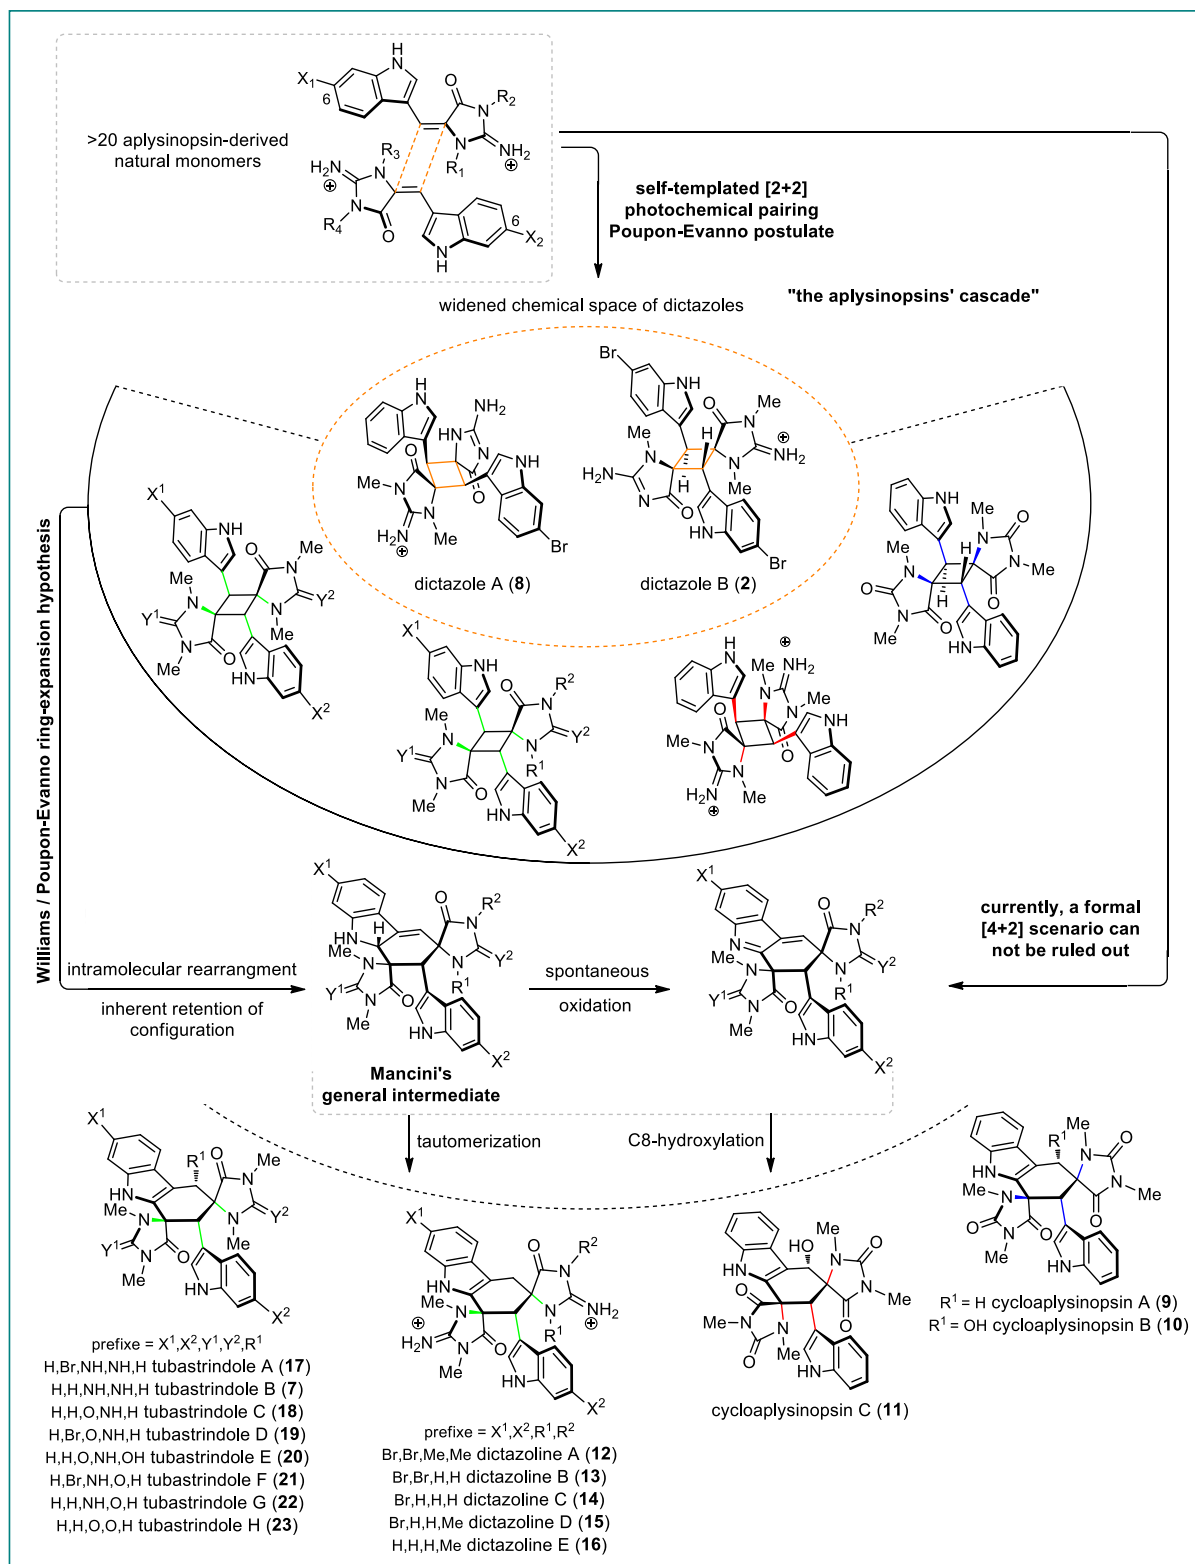 >20 aplysinopsin-derived
natural monomers
self-templated [2+2]
photochemical pairing
Poupon-Evanno postulate
widened chemical space of dictazoles
"the aplysinopsins' cascade"
dictazole A (8)
dictazole B (2)
Williams / Poupon-Evanno ring-expansion hypothesis
currently, a formal
[4+2] scenario can
not be ruled out
intramolecular rearrangment
inherent retention of
configuration
spontaneous
oxidation
Mancini's
general intermediate
tautomerization
C8-hydroxylation
prefixe = X¹,X²,Y¹,Y²,R¹
H,Br,NH,NH,H tubastrindole A (17)
H,H,NH,NH,H tubastrindole B (7)
H,H,O,NH,H tubastrindole C (18)
H,Br,O,NH,H tubastrindole D (19)
H,H,O,NH,OH tubastrindole E (20)
H,Br,NH,O,H tubastrindole F (21)
H,H,NH,O,H tubastrindole G (22)
H,H,O,O,H tubastrindole H (23)
prefixe = X¹,X²,R¹,R²
Br,Br,Me,Me dictazoline A (12)
Br,Br,H,H dictazoline B (13)
Br,H,H,H dictazoline C (14)
Br,H,H,Me dictazoline D (15)
H,H,H,Me dictazoline E (16)
cycloaplysinopsin C (11)
R¹ = H cycloaplysinopsin A (9)
R¹ = OH cycloaplysinopsin B (10)